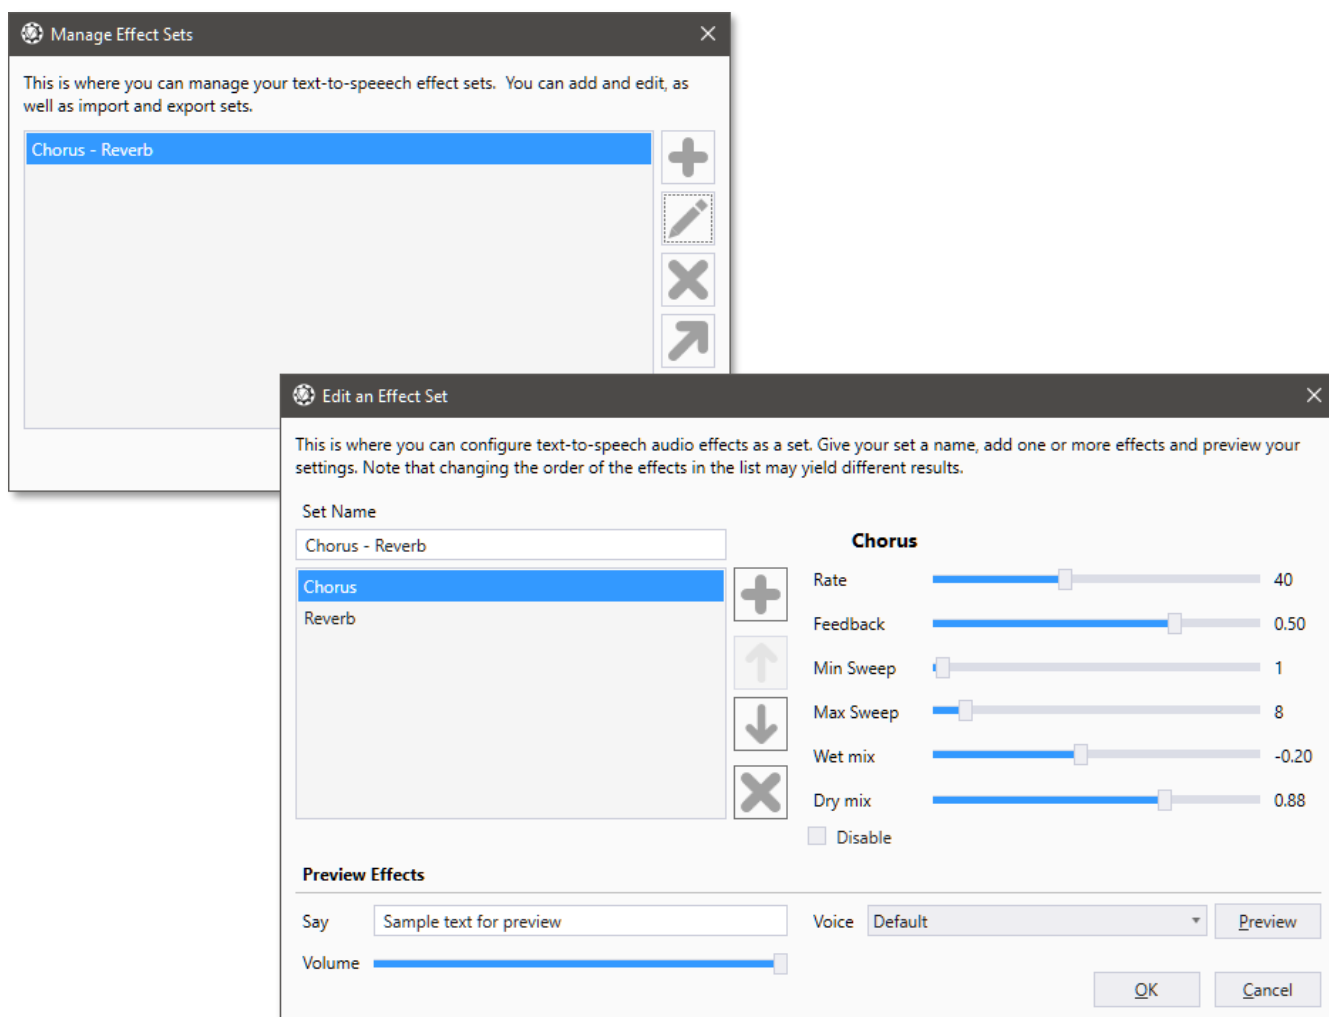 Manage Effect Sets
This is where you can manage your text-to-speeech effect sets.  You can add and edit, as
well as import and export sets.
Chorus - Reverb
Edit an Effect Set
This is where you can configure text-to-speech audio effects as a set. Give your set a name, add one or more effects and preview your
settings. Note that changing the order of the effects in the list may yield different results.
Set Name
Chorus - Reverb
Chorus
Reverb
Chorus
Rate 40
Feedback 0.50
Min Sweep 1
Max Sweep 8
Wet mix -0.20
Dry mix 0.88
Disable
Preview Effects
Say Sample text for preview Voice Default Preview
Volume
OK Cancel